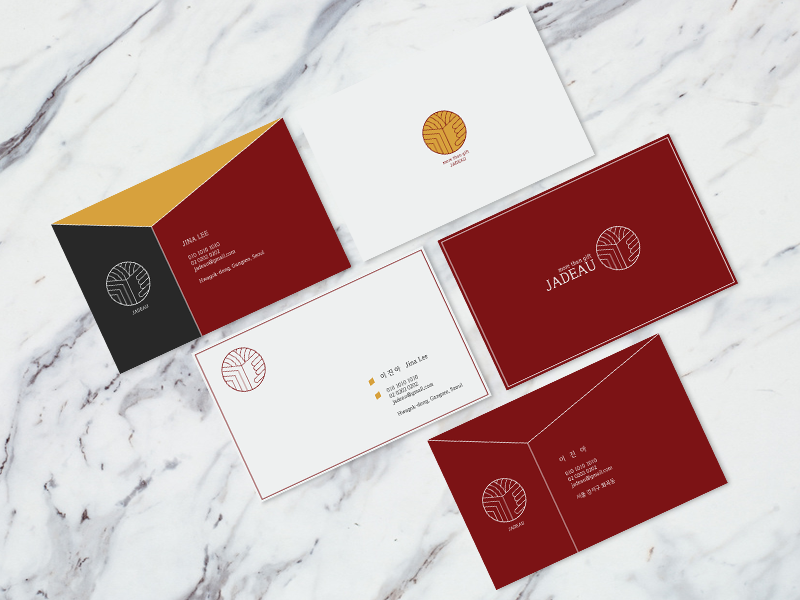 more than gift
JADEAU
JINA LEE
010 1010 1010
02 0202 0202
jadeau@gmail.com
Hwagok-dong, Gangseo, Seoul
JADEAU
more than gift
JADEAU
이 진 아 Jina Lee
010 1010 1010
02 0202 0202
jadeau@gmail.com
Hwagok-dong, Gangseo, Seoul
이 진 아
010 1010 1010
02 0202 0202
jadeau@gmail.com
서울 강서구 화곡동
JADEAU